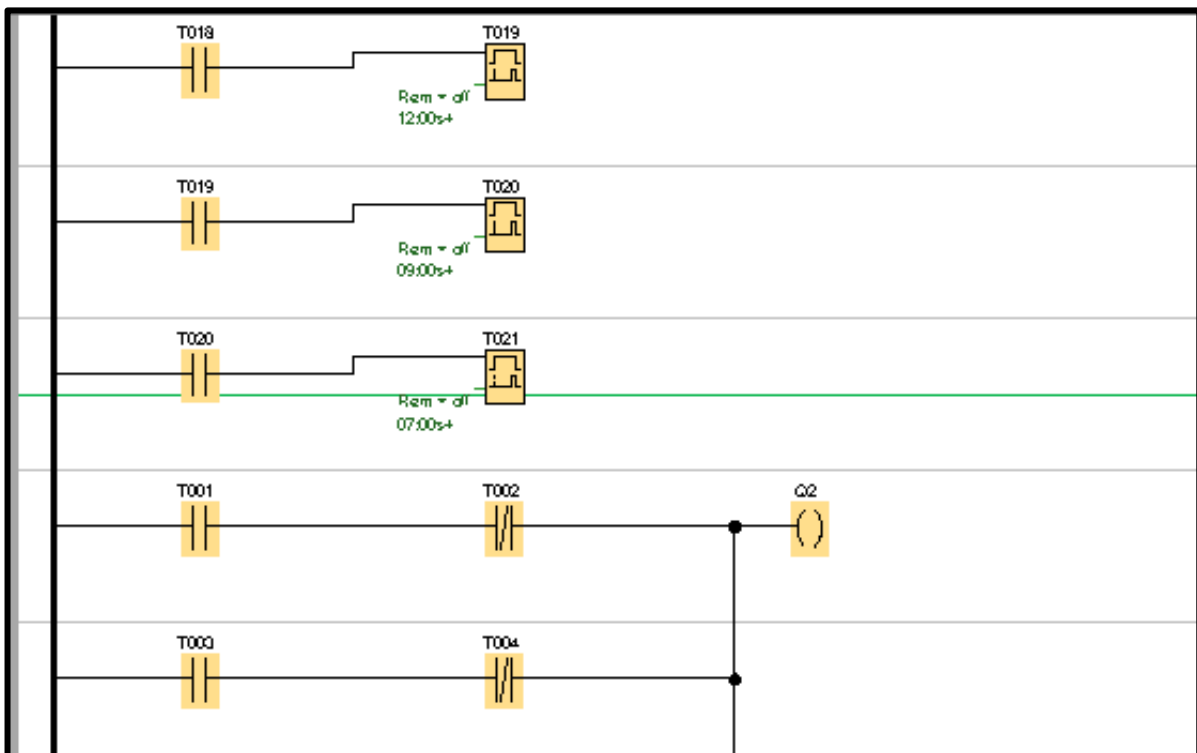 T018 T019
Rem = off
12:00s+
T019 T020
Rem = off
09:00s+
T020 T021
Rem = off
07:00s+
T001 T002 Q2
T003 T004